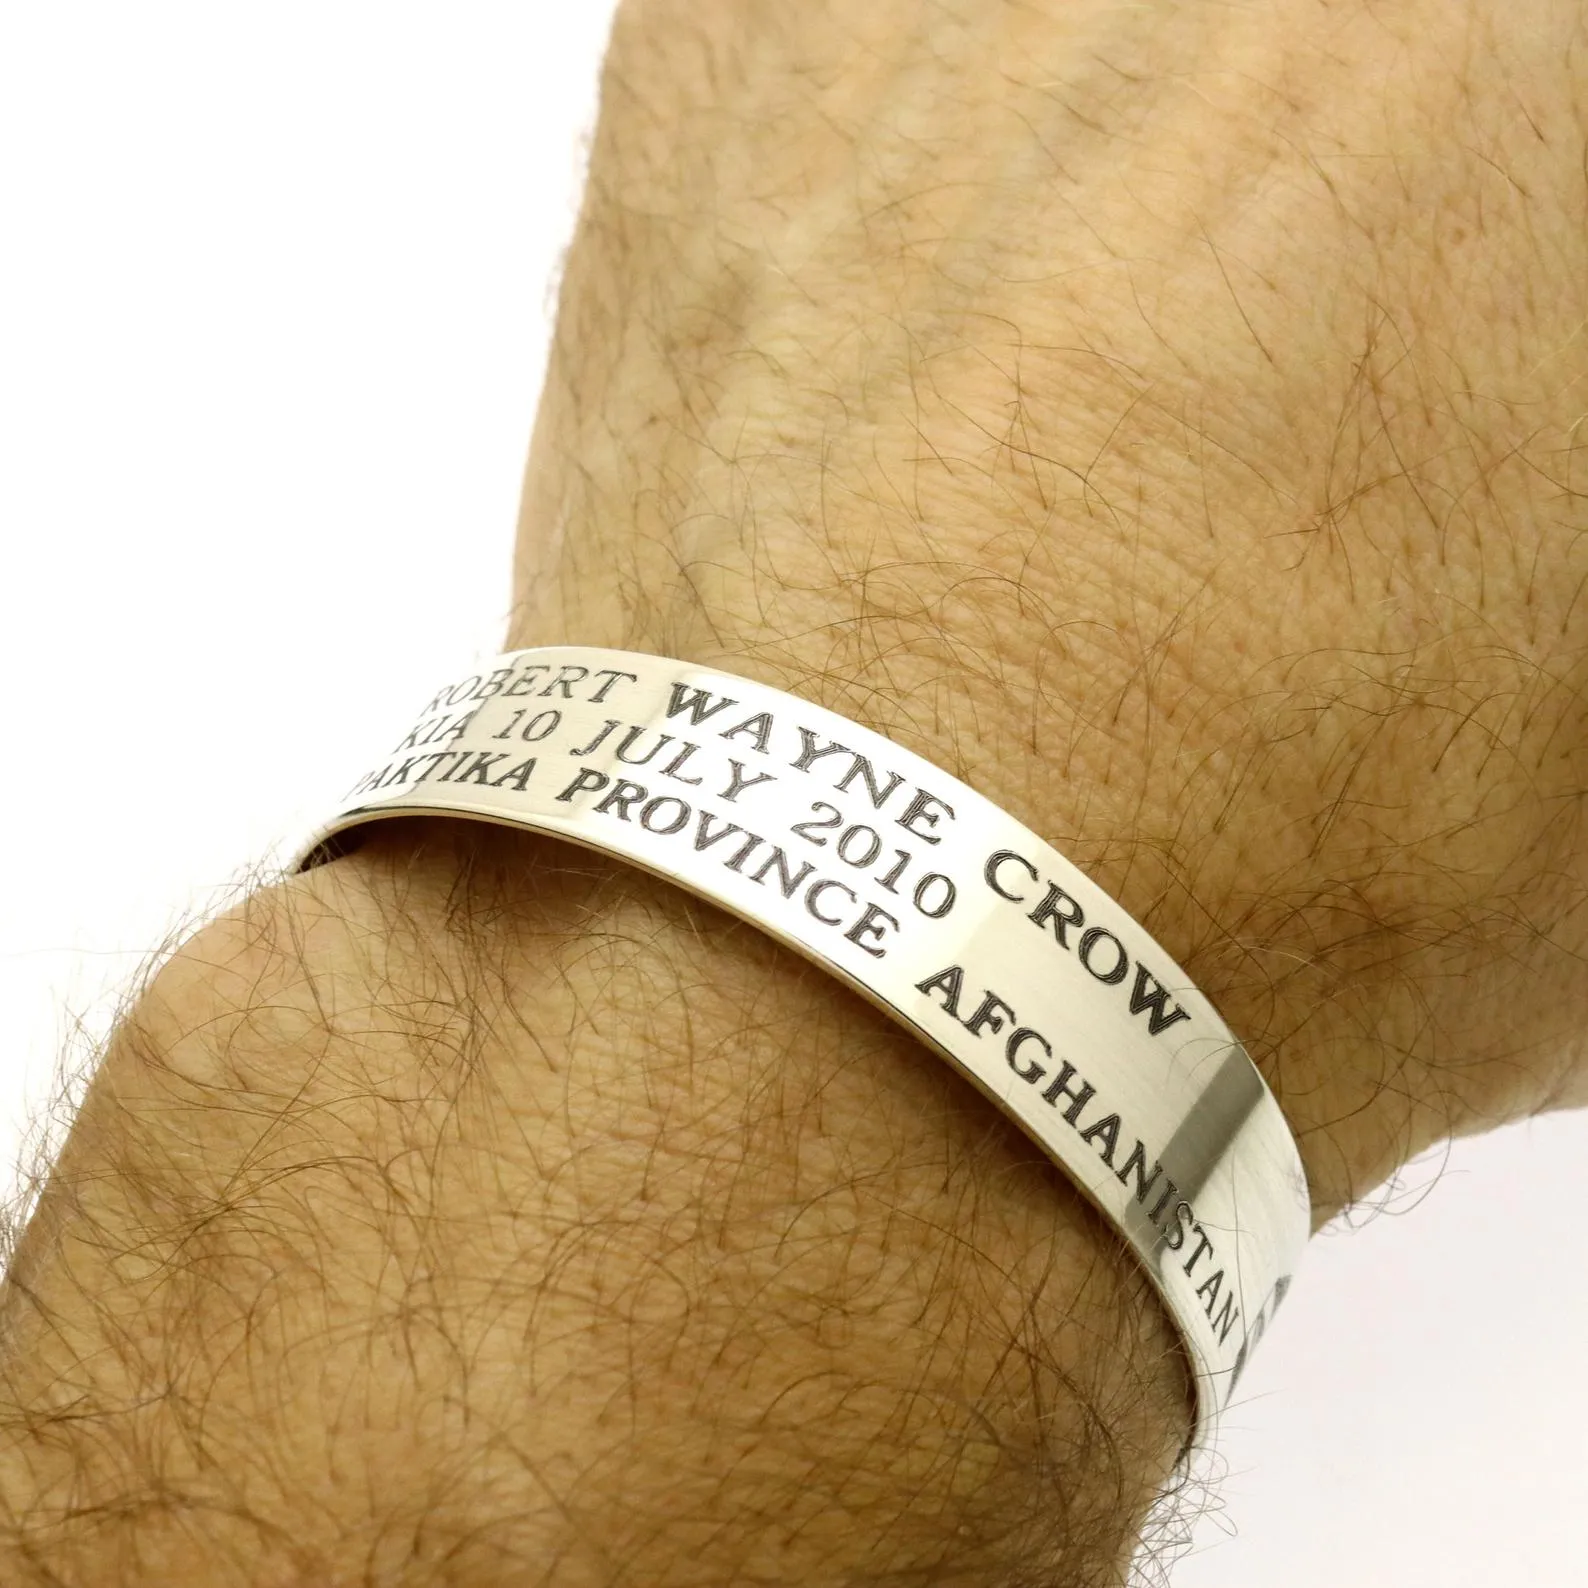 ROBERT WAYNE CROW
KIA 10 JULY 2010
PAKTIKA PROVINCE AFGHANISTAN